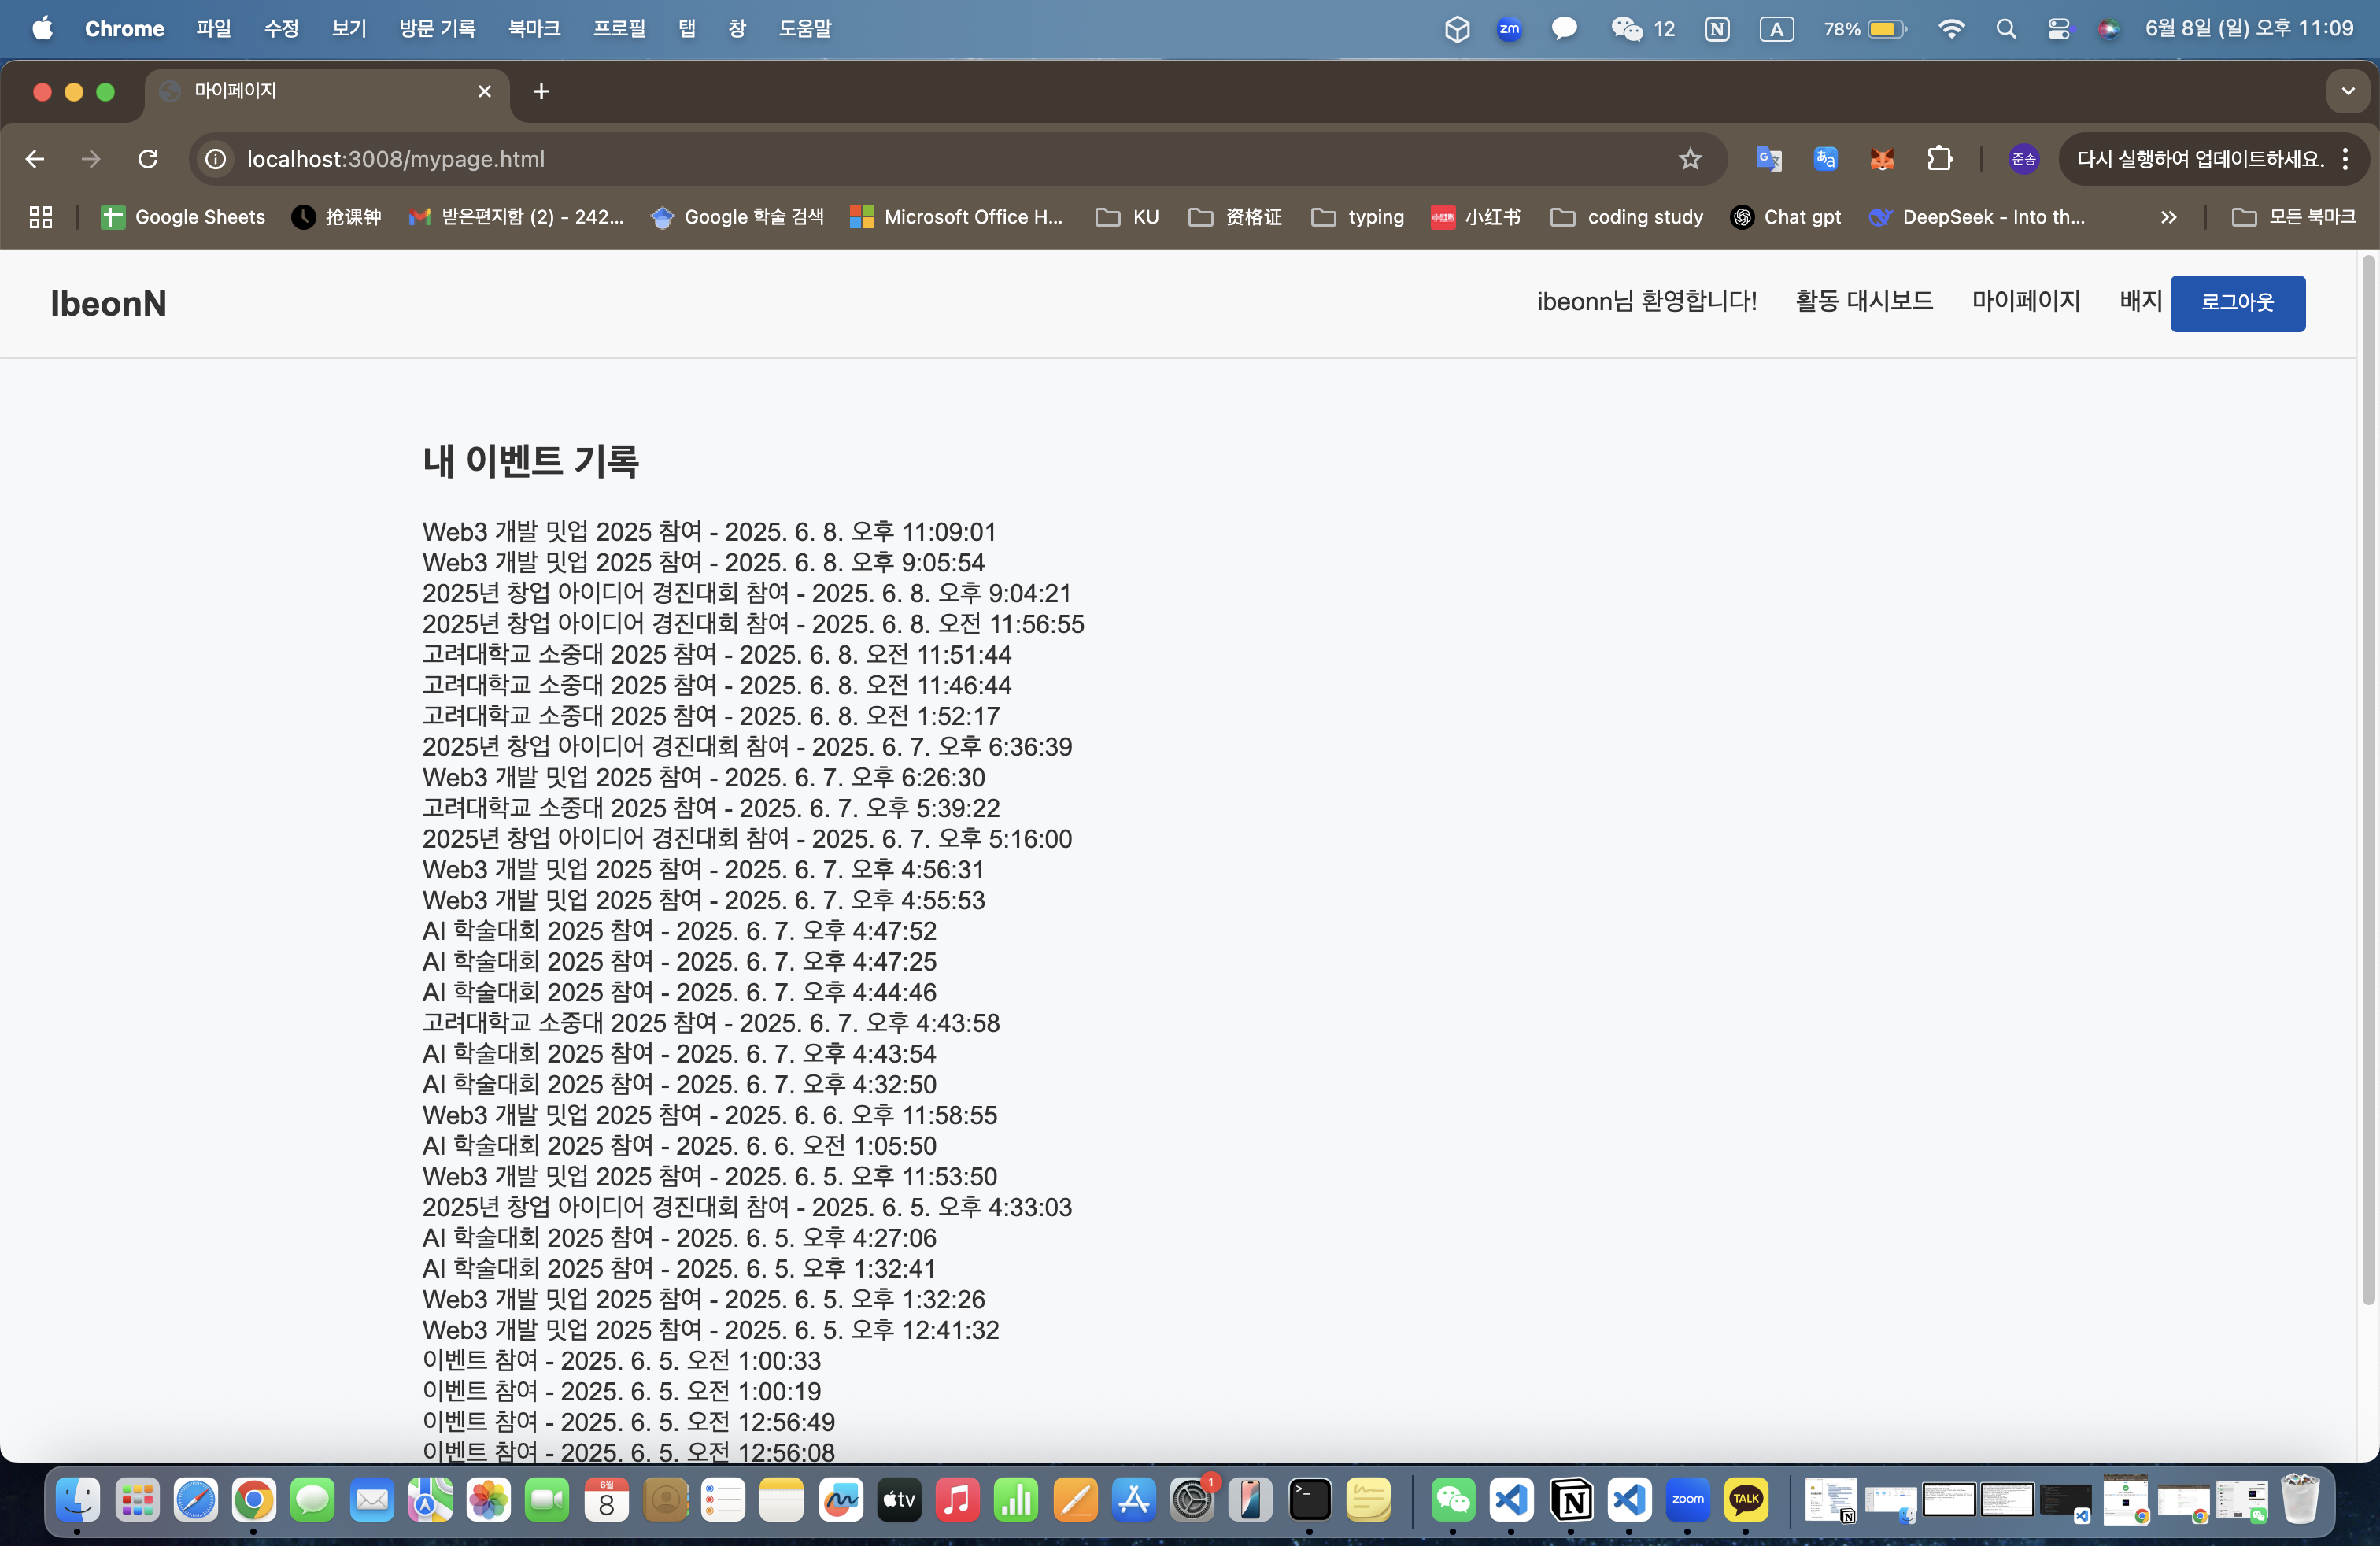 Chrome 파일 수정 보기 방문 기록 북마크 프로필 탭 창 도움말 zm 12 N A 78% 6월 8일 (일) 오후 11:09
마이페이지
localhost:3008/mypage.html 준송 다시 실행하여 업데이트하세요.
Google Sheets 抢课钟 받은편지함 (2) - 242... Google 학술 검색 Microsoft Office H... KU 资格证 typing 小红书 小红书 coding study Chat gpt DeepSeek - Into th... 모든 북마크
IbeonN ibeonn님 환영합니다! 활동 대시보드 마이페이지 배지 로그아웃
내 이벤트 기록
Web3 개발 밋업 2025 참여 - 2025. 6. 8. 오후 11:09:01
Web3 개발 밋업 2025 참여 - 2025. 6. 8. 오후 9:05:54
2025년 창업 아이디어 경진대회 참여 - 2025. 6. 8. 오후 9:04:21
2025년 창업 아이디어 경진대회 참여 - 2025. 6. 8. 오전 11:56:55
고려대학교 소중대 2025 참여 - 2025. 6. 8. 오전 11:51:44
고려대학교 소중대 2025 참여 - 2025. 6. 8. 오전 11:46:44
고려대학교 소중대 2025 참여 - 2025. 6. 8. 오전 1:52:17
2025년 창업 아이디어 경진대회 참여 - 2025. 6. 7. 오후 6:36:39
Web3 개발 밋업 2025 참여 - 2025. 6. 7. 오후 6:26:30
고려대학교 소중대 2025 참여 - 2025. 6. 7. 오후 5:39:22
2025년 창업 아이디어 경진대회 참여 - 2025. 6. 7. 오후 5:16:00
Web3 개발 밋업 2025 참여 - 2025. 6. 7. 오후 4:56:31
Web3 개발 밋업 2025 참여 - 2025. 6. 7. 오후 4:55:53
AI 학술대회 2025 참여 - 2025. 6. 7. 오후 4:47:52
AI 학술대회 2025 참여 - 2025. 6. 7. 오후 4:47:25
AI 학술대회 2025 참여 - 2025. 6. 7. 오후 4:44:46
고려대학교 소중대 2025 참여 - 2025. 6. 7. 오후 4:43:58
AI 학술대회 2025 참여 - 2025. 6. 7. 오후 4:43:54
AI 학술대회 2025 참여 - 2025. 6. 7. 오후 4:32:50
Web3 개발 밋업 2025 참여 - 2025. 6. 6. 오후 11:58:55
AI 학술대회 2025 참여 - 2025. 6. 6. 오전 1:05:50
Web3 개발 밋업 2025 참여 - 2025. 6. 5. 오후 11:53:50
2025년 창업 아이디어 경진대회 참여 - 2025. 6. 5. 오후 4:33:03
AI 학술대회 2025 참여 - 2025. 6. 5. 오후 4:27:06
AI 학술대회 2025 참여 - 2025. 6. 5. 오후 1:32:41
Web3 개발 밋업 2025 참여 - 2025. 6. 5. 오후 1:32:26
Web3 개발 밋업 2025 참여 - 2025. 6. 5. 오후 12:41:32
이벤트 참여 - 2025. 6. 5. 오전 1:00:33
이벤트 참여 - 2025. 6. 5. 오전 1:00:19
이벤트 참여 - 2025. 6. 5. 오전 12:56:49
이벤트 참여 - 2025. 6. 5. 오전 12:56:08
6월
8 tv 1 N zoom TALK